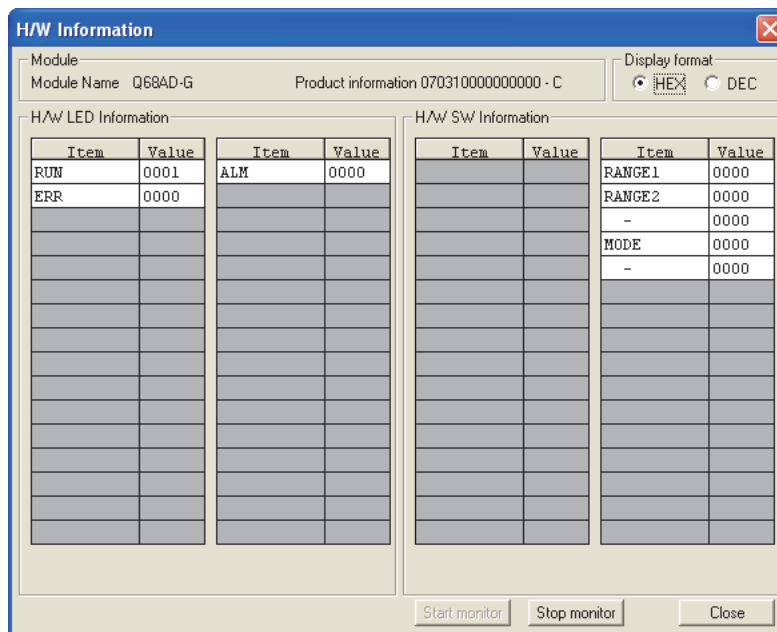 H/W Information
Module
Module Name Q68AD-G Product information 070310000000000 - C
Display format
HEX DEC
H/W LED Information
Item Value Item Value
RUN 0001 ALM 0000
ERR 0000
H/W SW Information
Item Value Item Value
RANGE1 0000
RANGE2 0000
- 0000
MODE 0000
- 0000
Start monitor Stop monitor Close